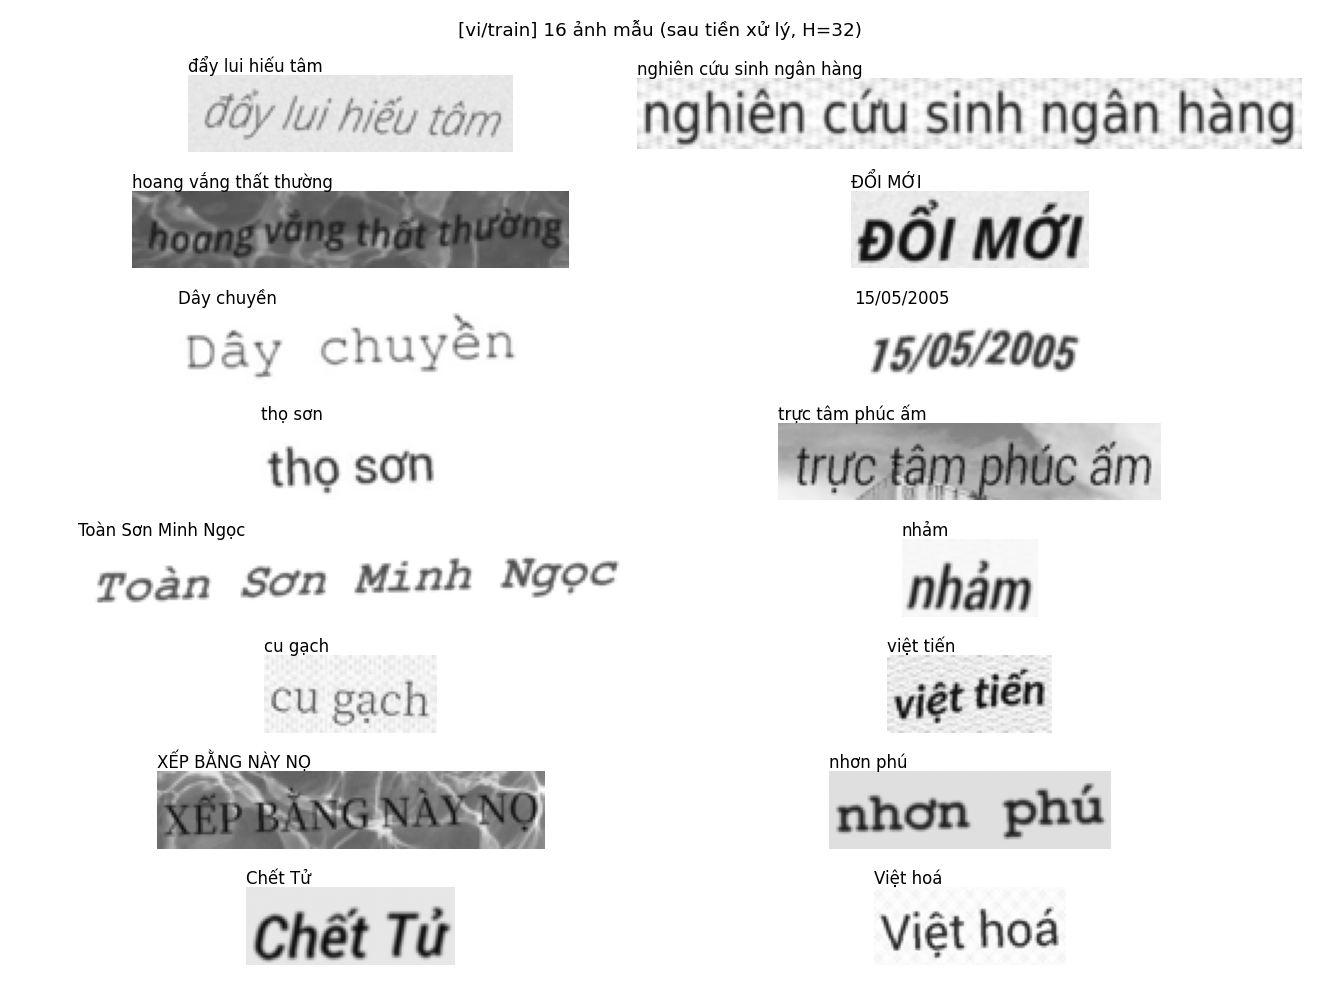 [vi/train] 16 ảnh mẫu (sau tiền xử lý, H=32)
đẩy lui hiếu tâm
đẩy lui hiếu tâm
nghiên cứu sinh ngân hàng
nghiên cứu sinh ngân hàng
hoang vắng thất thường
hoang vắng thất thường
ĐỔI MỚI
ĐỔI MỚI
Dây chuyền
Dây chuyền
15/05/2005
15/05/2005
thọ sơn
thọ sơn
trực tâm phúc ấm
trực tâm phúc ấm
Toàn Sơn Minh Ngọc
Toàn Sơn Minh Ngọc
nhảm
nhảm
cu gạch
cu gạch
việt tiến
việt tiến
XẾP BẰNG NÀY NỌ
XẾP BẰNG NÀY NỌ
nhơn phú
nhơn phú
Chết Tử
Chết Tử
Việt hoá
Việt hoá